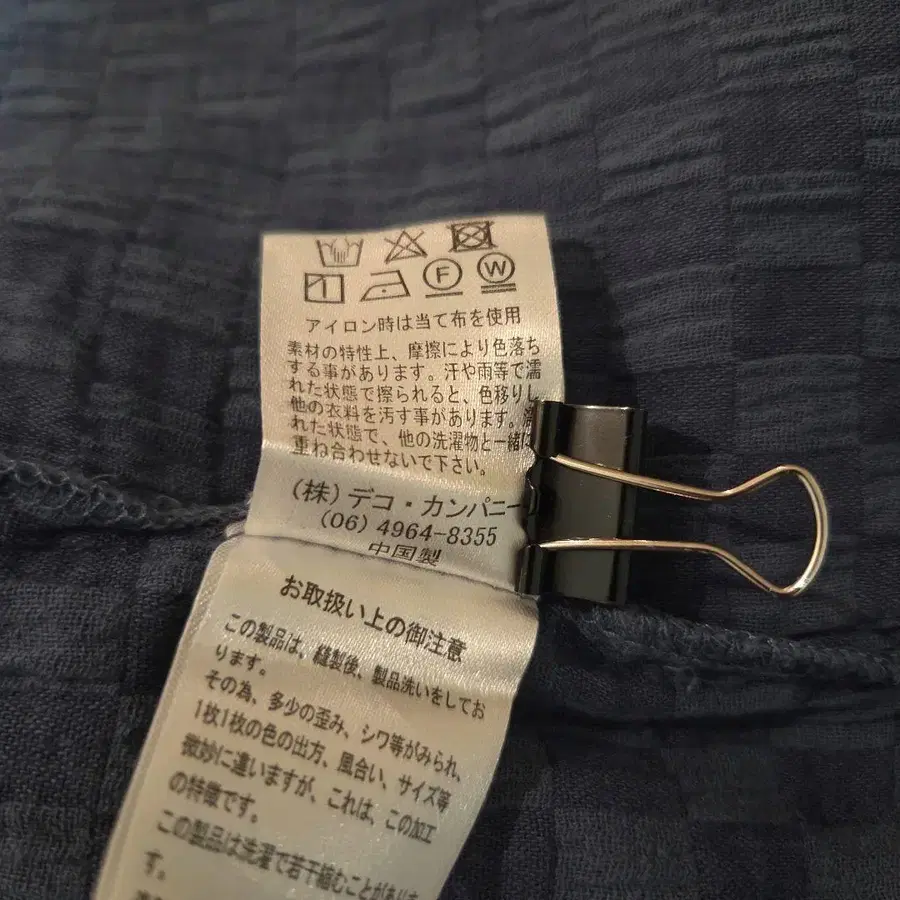 F W
アイロン時は当て布を使用
素材の特性上、摩擦により色落ち
する事があります。汗や雨等で濡
れた状態で擦られると、色移りし
他の衣料を汚す事があります。
れた状態で、他の洗濯物と一緒に
重ね合わせないで下さい。
(株)デコ・カンパニー
(06) 4964-8355
中国製
お取扱い上の御注意
この製品は、縫製後、製品洗いをしてお
ります。
その為、多少の歪み、シワ等がみられ、
1枚1枚の色の出方、風合い、サイズ等
微妙に違いますが、これは、この加工
の特徴です。
この製品は洗濯で若干縮むことがありま
す。